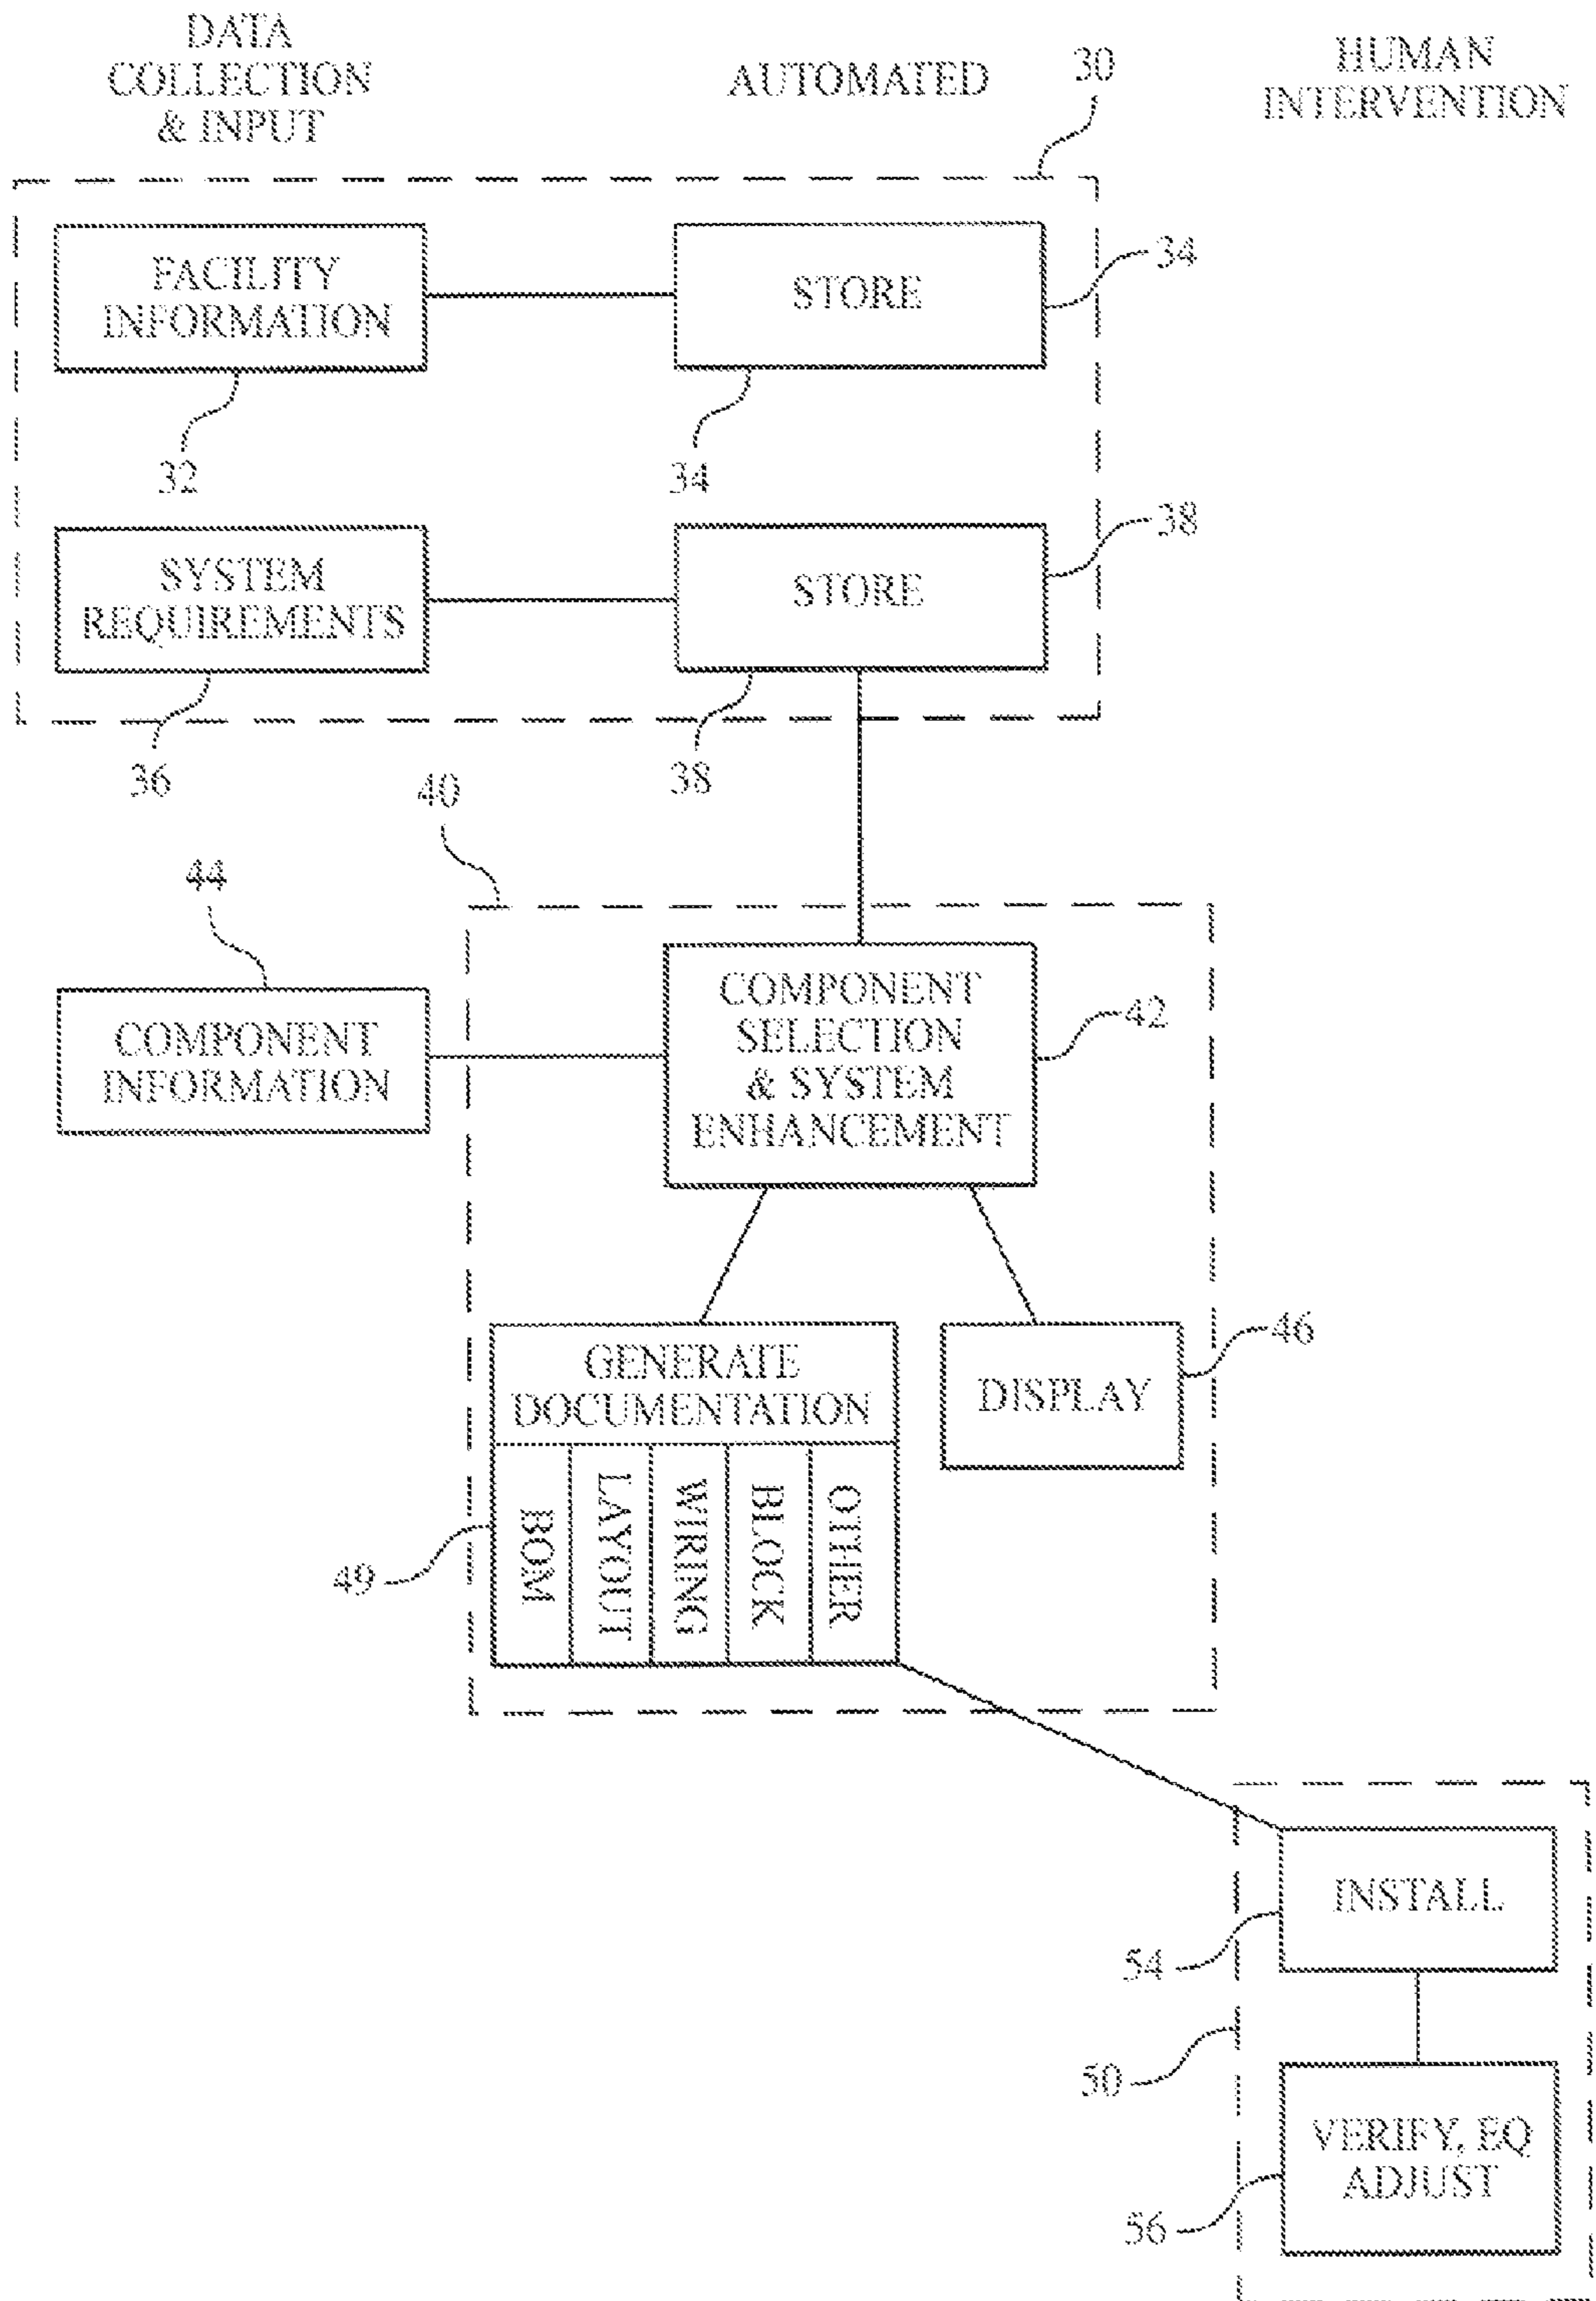 DATA
COLLECTION
& INPUT
AUTOMATED
30
HUMAN
INTERVENTION
FACILITY
INFORMATION
STORE
34
32
34
SYSTEM
REQUIREMENTS
STORE
38
36
38
40
44
COMPONENT
INFORMATION
COMPONENT
SELECTION
& SYSTEM
ENHANCEMENT
42
GENERATE
DOCUMENTATION
BOM
LAYOUT
WIRING
BLOCK
OTHER
49
DISPLAY
46
INSTALL
54
50
VERIFY, EQ
ADJUST
56